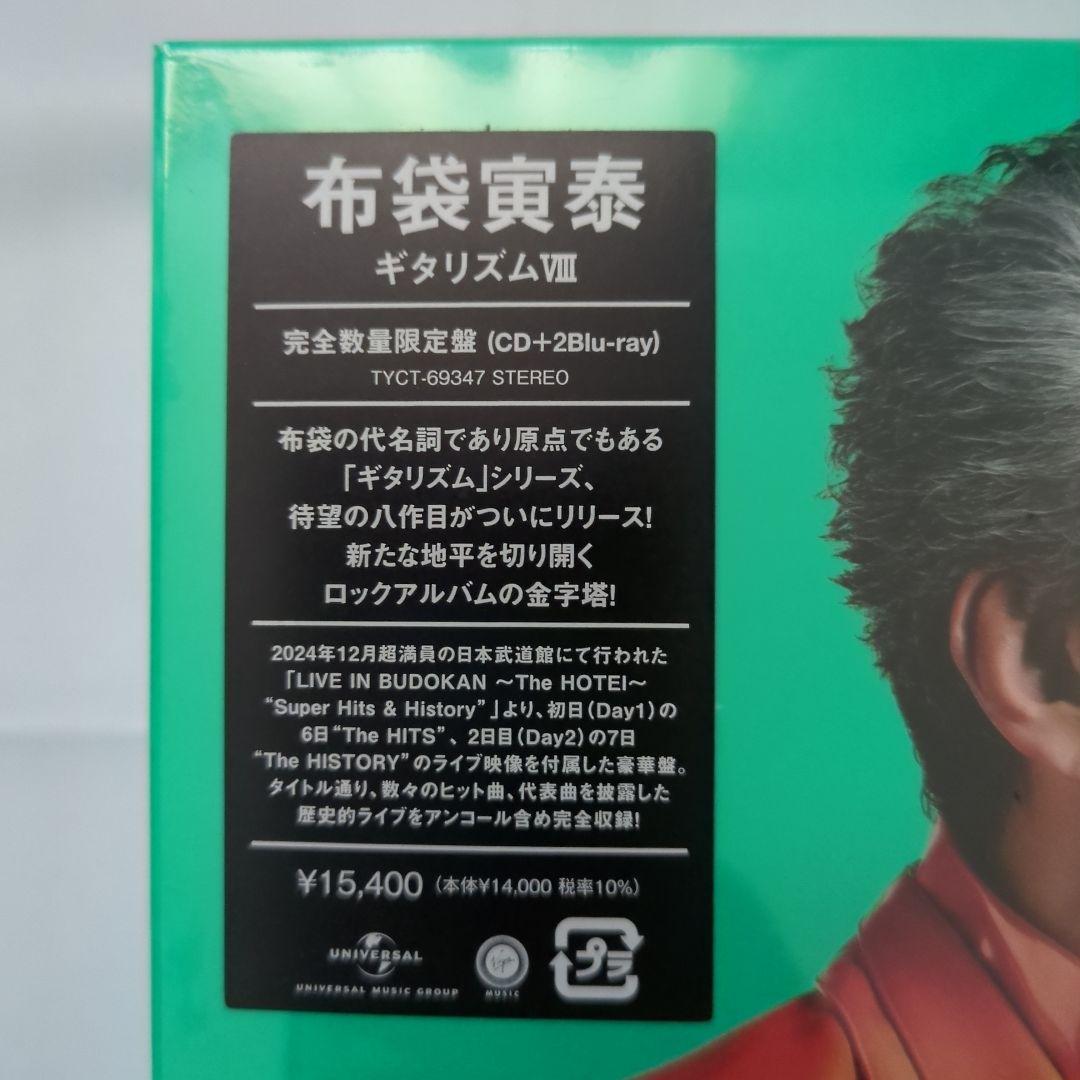 布袋寅泰
ギタリズムⅧ
完全数量限定盤 (CD+2Blu-ray)
TYCT-69347 STEREO
布袋の代名詞であり原点でもある
「ギタリズム」シリーズ、
待望の八作目がついにリリース!
新たな地平を切り開く
ロックアルバムの金字塔!
2024年12月超満員の日本武道館にて行われた
「LIVE IN BUDOKAN ～The HOTEI～
“Super Hits & History”」より、初日(Day1)の
6日“The HITS”、2日目(Day2)の7日
“The HISTORY”のライブ映像を付属した豪華盤。
タイトル通り、数々のヒット曲、代表曲を披露した
歴史的ライブをアンコール含め完全収録!
¥15,400 (本体¥14,000 税率10%)
UNIVERSAL
UNIVERSAL MUSIC GROUP
Virgin
MUSIC
プラ